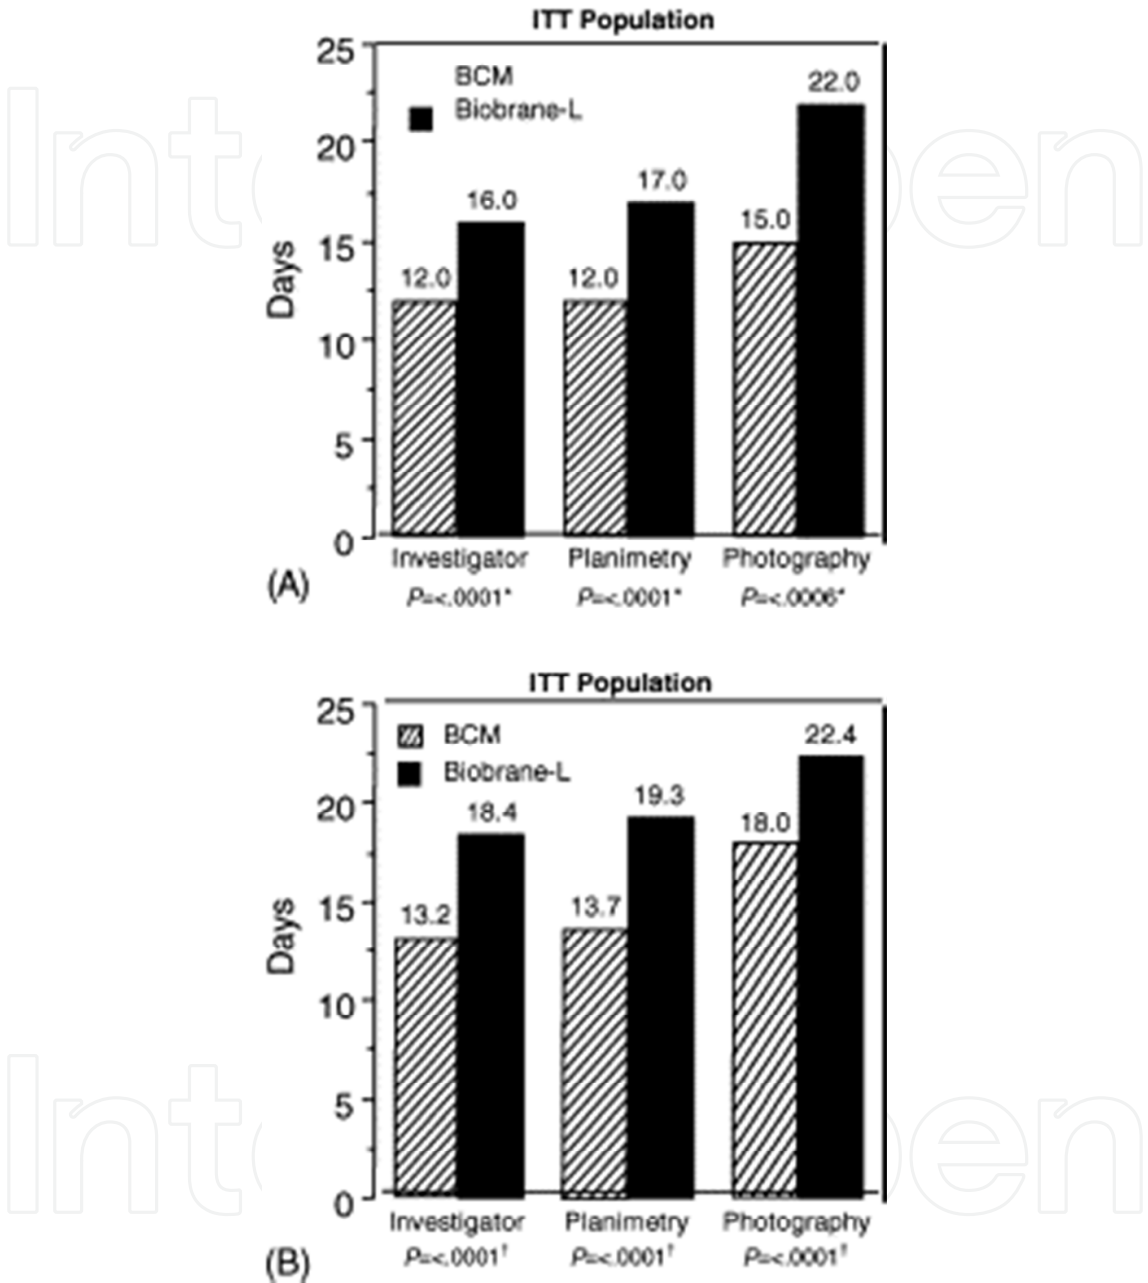 ITT Population
25
BCM
22.0
Biobrane-L
20
17.0
16.0
15.0
15
12.0
12.0
Days
10
5
0
Investigator Planimetry Photography
(A)
P=<.0001* P=<.0001* P=<.0006*
ITT Population
25
BCM
22.4
Biobrane-L
19.3
20
18.4
18.0
15
13.7
13.2
Days
10
5
0
Investigator Planimetry Photography
(B)
P=<.0001† P=<.0001† P=<.0001†